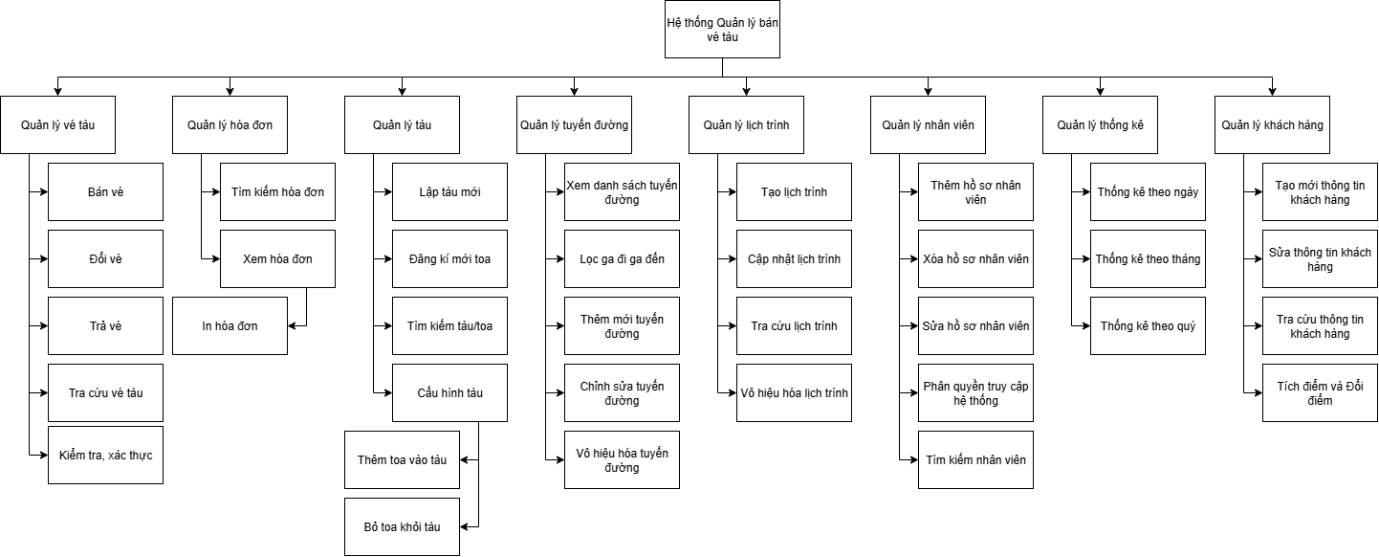 Hệ thống Quản lý bán
vé tàu
Quản lý vé tàu
Quản lý hóa đơn
Quản lý tàu
Quản lý tuyến đường
Quản lý lịch trình
Quản lý nhân viên
Quản lý thống kê
Quản lý khách hàng
Bán vé
Đổi vé
Trả vé
Tra cứu vé tàu
Kiểm tra, xác thực
Tìm kiếm hóa đơn
Xem hóa đơn
In hóa đơn
Lập tàu mới
Đăng kí mới toa
Tìm kiếm tàu/toa
Cấu hình tàu
Thêm toa vào tàu
Bỏ toa khỏi tàu
Xem danh sách tuyến
đường
Lọc ga đi ga đến
Thêm mới tuyến
đường
Chỉnh sửa tuyến
đường
Vô hiệu hóa tuyến
đường
Tạo lịch trình
Cập nhật lịch trình
Tra cứu lịch trình
Vô hiệu hóa lịch trình
Thêm hồ sơ nhân
viên
Xóa hồ sơ nhân viên
Sửa hồ sơ nhân viên
Phân quyền truy cập
hệ thống
Tìm kiếm nhân viên
Thống kê theo ngày
Thống kê theo tháng
Thống kê theo quý
Tạo mới thông tin
khách hàng
Sửa thông tin khách
hàng
Tra cứu thông tin
khách hàng
Tích điểm và Đổi
điểm